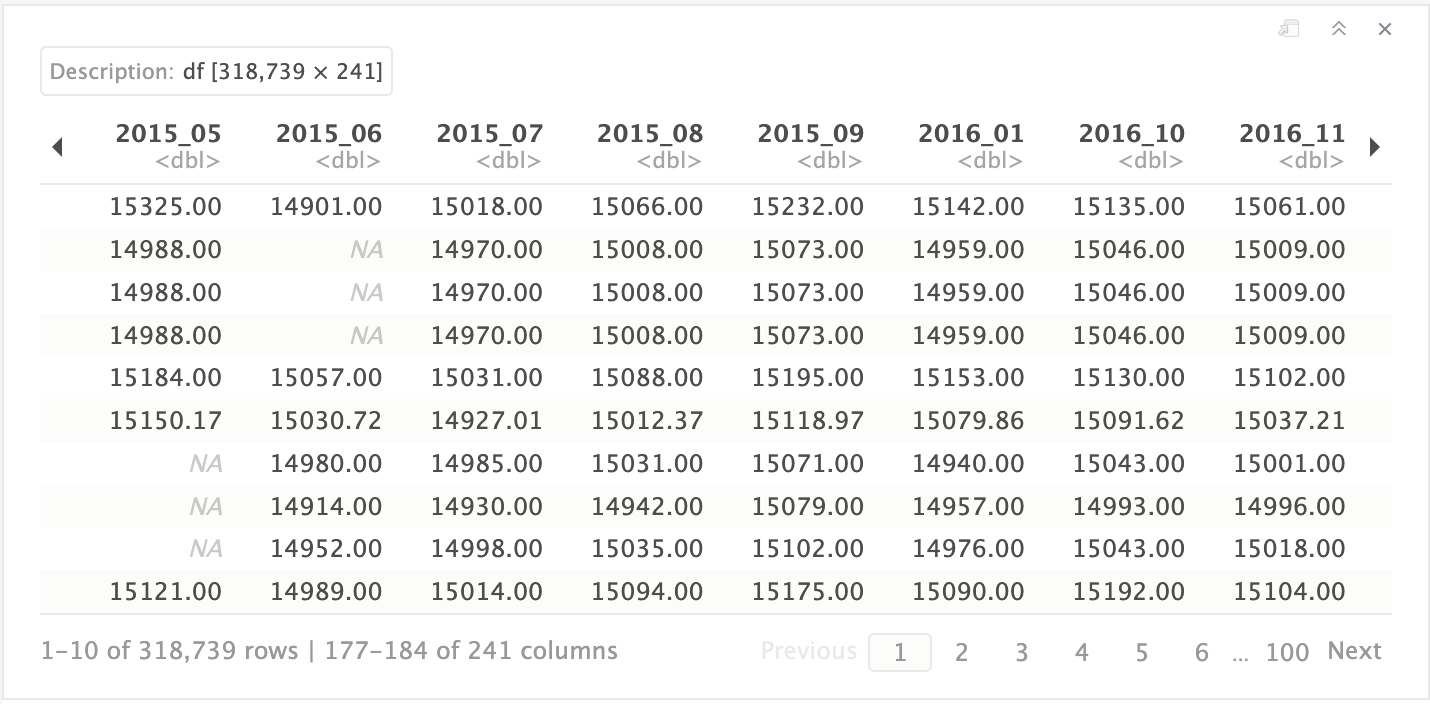 Description: df [318,739 × 241]
2015_05 2015_06 2015_07 2015_08 2015_09 2016_01 2016_10 2016_11
<dbl> <dbl> <dbl> <dbl> <dbl> <dbl> <dbl> <dbl>
15325.00 14901.00 15018.00 15066.00 15232.00 15142.00 15135.00 15061.00
14988.00 NA 14970.00 15008.00 15073.00 14959.00 15046.00 15009.00
14988.00 NA 14970.00 15008.00 15073.00 14959.00 15046.00 15009.00
14988.00 NA 14970.00 15008.00 15073.00 14959.00 15046.00 15009.00
15184.00 15057.00 15031.00 15088.00 15195.00 15153.00 15130.00 15102.00
15150.17 15030.72 14927.01 15012.37 15118.97 15079.86 15091.62 15037.21
NA 14980.00 14985.00 15031.00 15071.00 14940.00 15043.00 15001.00
NA 14914.00 14930.00 14942.00 15079.00 14957.00 14993.00 14996.00
NA 14952.00 14998.00 15035.00 15102.00 14976.00 15043.00 15018.00
15121.00 14989.00 15014.00 15094.00 15175.00 15090.00 15192.00 15104.00
1-10 of 318,739 rows | 177-184 of 241 columns Previous 1 2 3 4 5 6 ... 100 Next